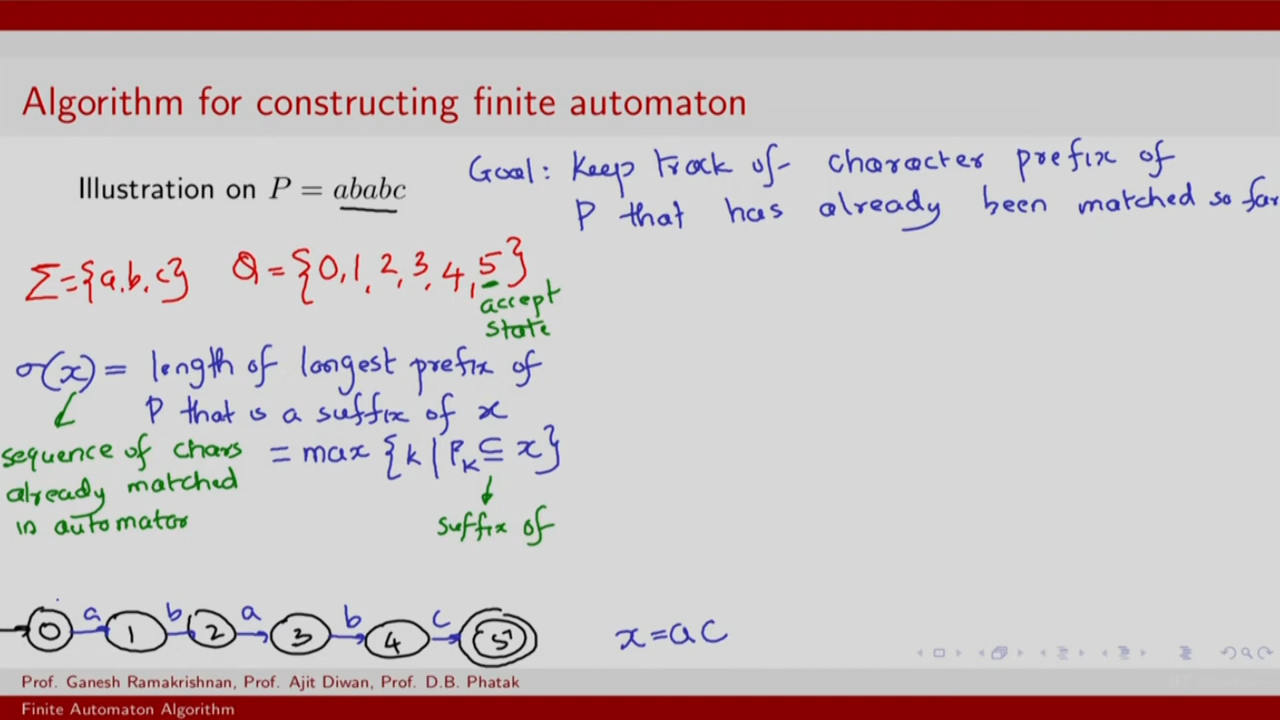 Algorithm for constructing finite automaton
Illustration on P = ababc
Goal: Keep track of character prefix of
P that has already been matched so far
Σ={a,b,c} Q={0,1,2,3,4,5}
accept
state
σ(x) = length of longest prefix of
P that is a suffix of x
sequence of chars
already matched
in automator
= max {k | P_k ⊆ x}
suffix of
0 a 1 b 2 a 3 b 4 c 5
x=ac
Prof. Ganesh Ramakrishnan, Prof. Ajit Diwan, Prof. D.B. Phatak
Finite Automaton Algorithm